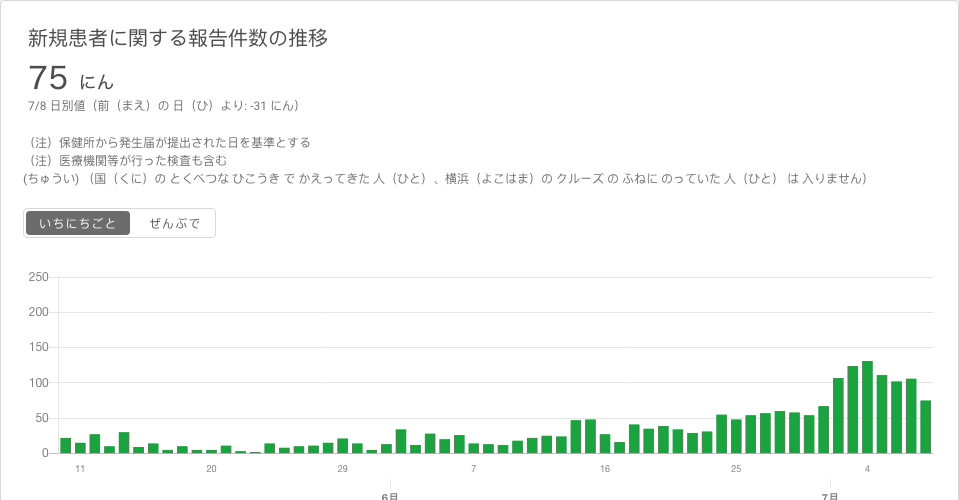 新規患者に関する報告件数の推移
75 にん
7/8 日別値（前（まえ）の 日（ひ）より: -31 にん）
（注）保健所から発生届が提出された日を基準とする
（注）医療機関等が行った検査も含む
(ちゅうい) （国（くに）の とくべつな ひこうき で かえってきた 人（ひと）、横浜（よこはま）の クルーズ の ふねに のっていた 人（ひと） は 入りません）
いちにちごと ぜんぶで
250
200
150
100
50
0
11 20 29 7 16 25 4
6月 7月